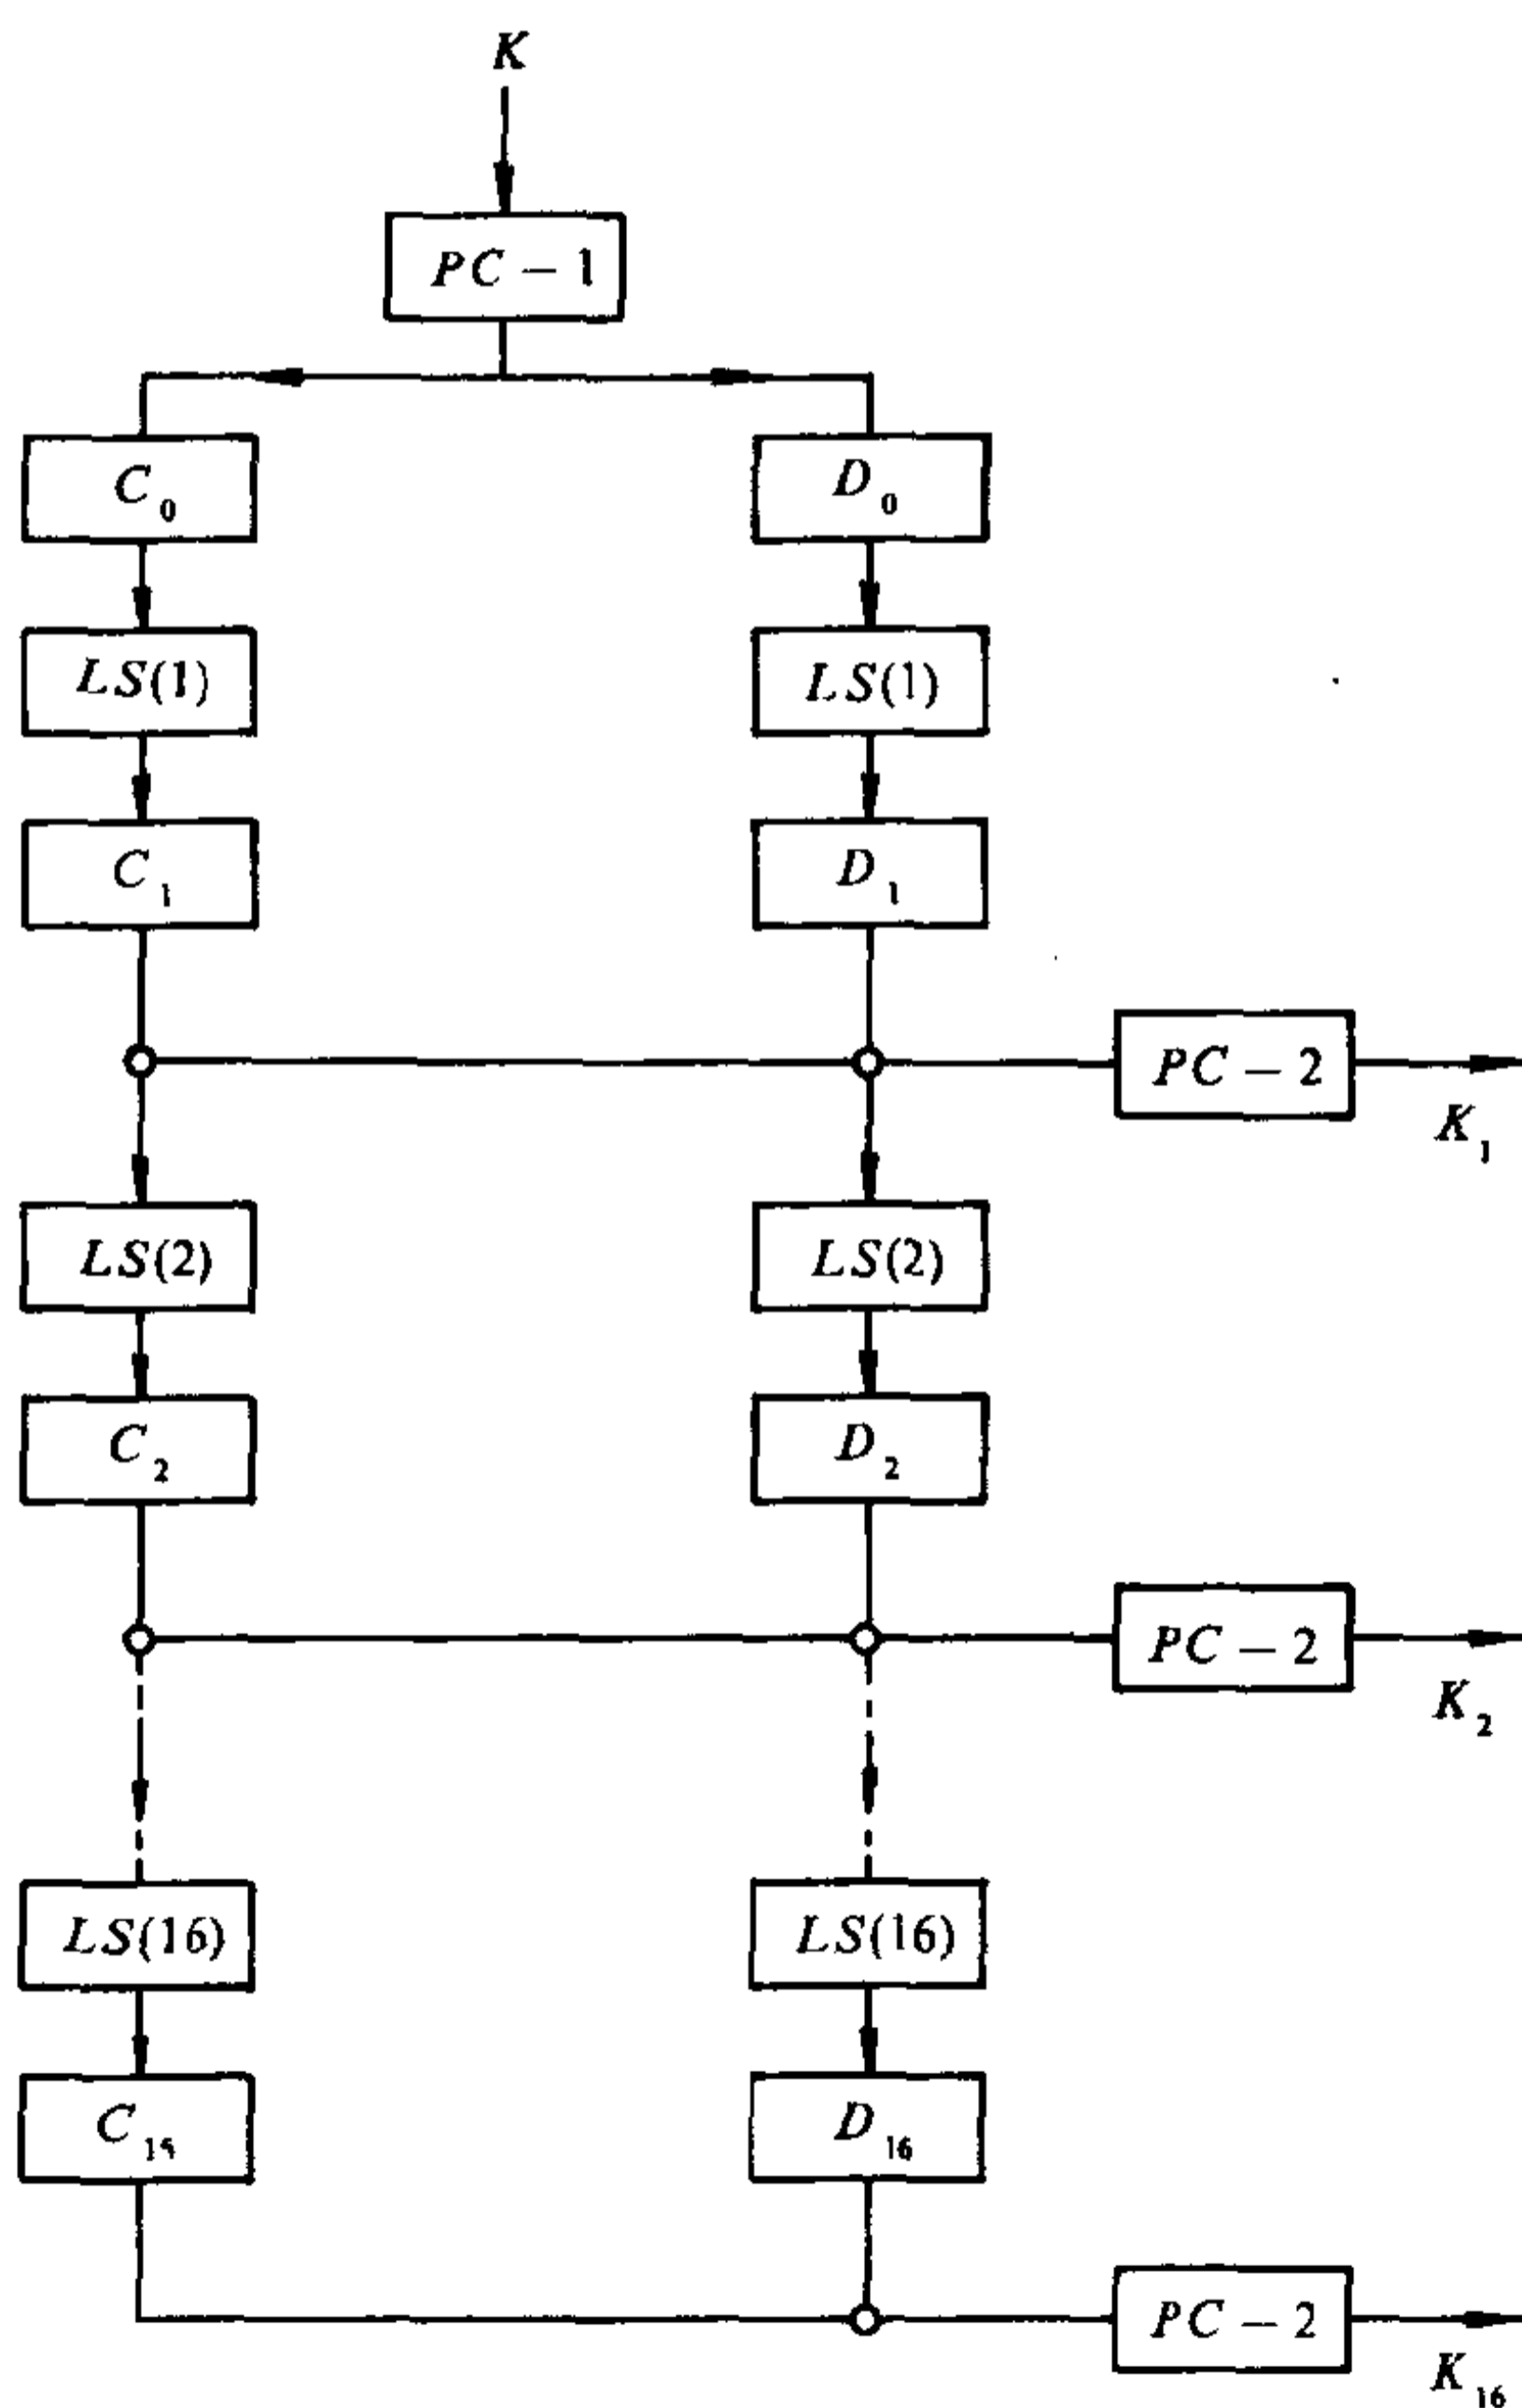 K
PC – 1
C₀
D₀
LS(1)
LS(1)
C₁
D₁
PC – 2
K₁
LS(2)
LS(2)
C₂
D₂
PC – 2
K₂
LS(16)
LS(16)
C₁₆
D₁₆
PC – 2
K₁₆